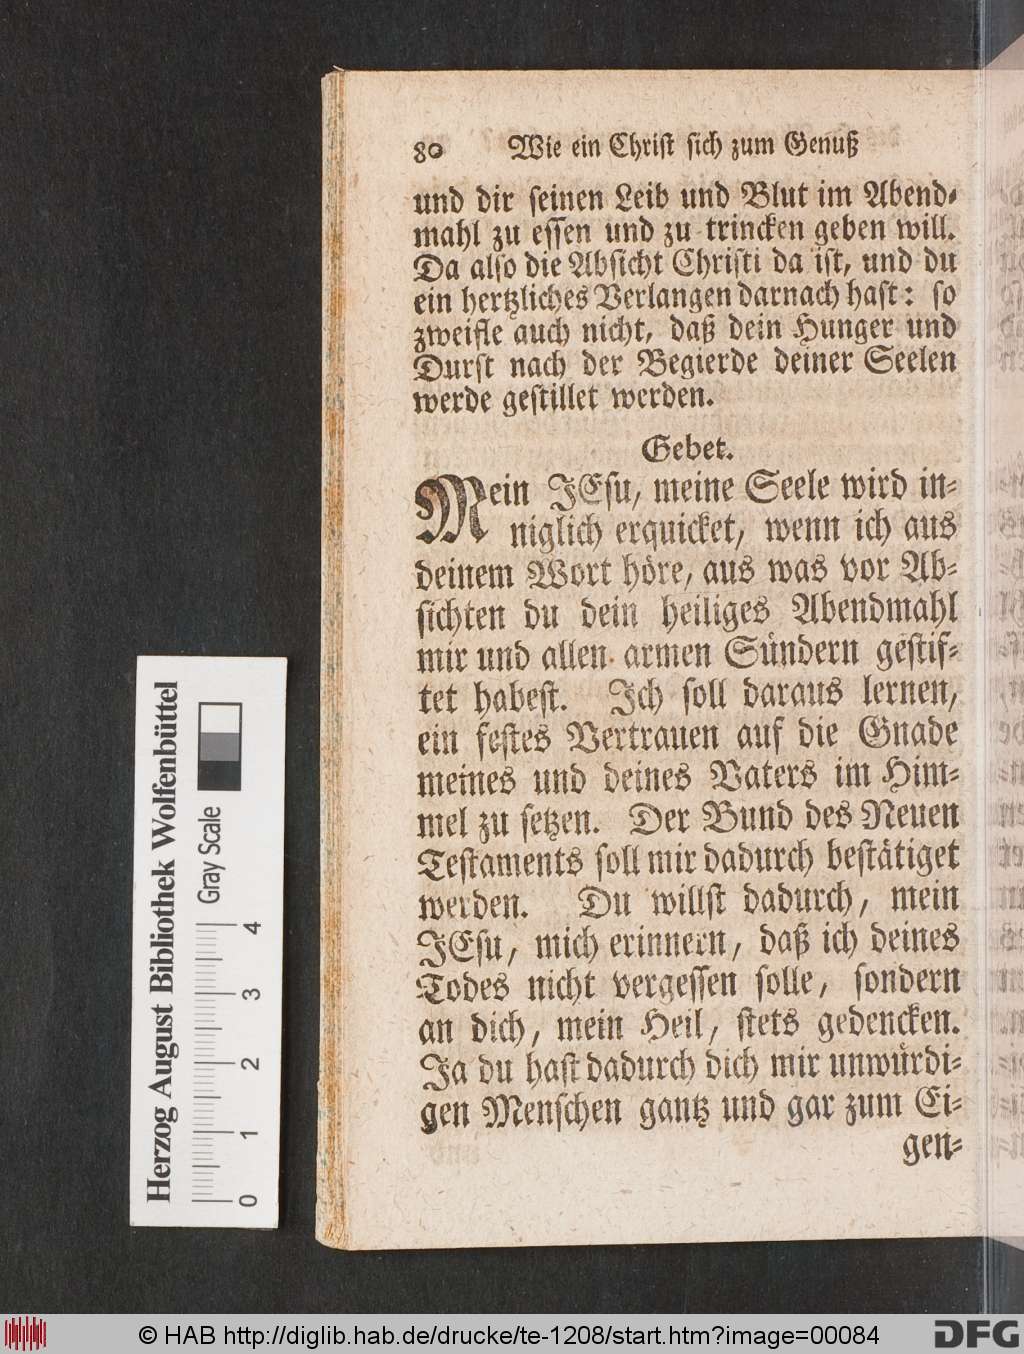 80 Wie ein Christ sich zum Genuß
und dir seinen Leib und Blut im Abend-
mahl zu essen und zu trincken geben will.
Da also die Absicht Christi da ist, und du
ein hertzliches Verlangen darnach hast: so
zweifle auch nicht, daß dein Hunger und
Durst nach der Begierde deiner Seelen
werde gestillet werden.
Gebet.
Mein JEsu, meine Seele wird in-
niglich erquicket, wenn ich aus
deinem Wort höre, aus was vor Ab-
sichten du dein heiliges Abendmahl
mir und allen armen Sündern gestif-
tet habest. Ich soll daraus lernen,
ein festes Vertrauen auf die Gnade
meines und deines Vaters im Him-
mel zu setzen. Der Bund des Neuen
Testaments soll mir dadurch bestätiget
werden. Du willst dadurch, mein
JEsu, mich erinnern, daß ich deines
Todes nicht vergessen solle, sondern
an dich, mein Heil, stets gedencken.
Ja du hast dadurch dich mir unwürdi-
gen Menschen gantz und gar zum Ei-
gen-
Herzog August Bibliothek Wolfenbüttel
Gray Scale
0 1 2 3 4
© HAB http://diglib.hab.de/drucke/te-1208/start.htm?image=00084
DFG